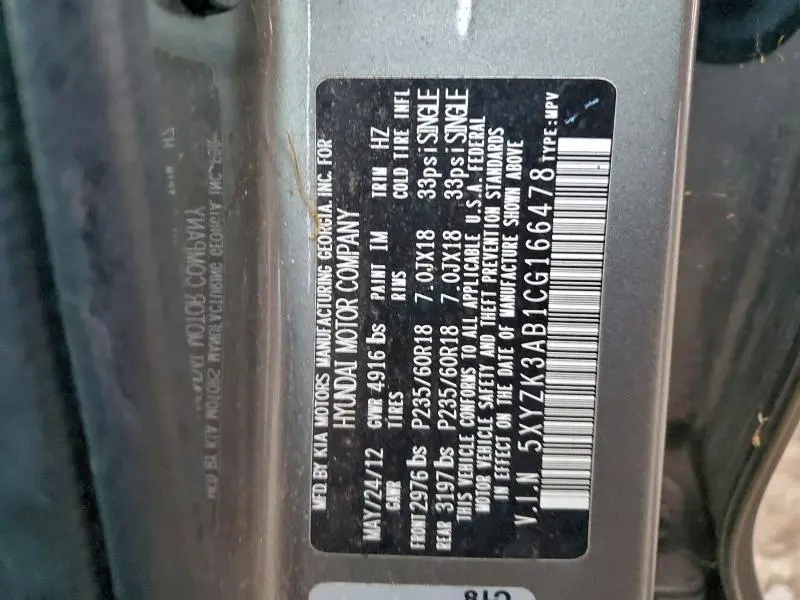 MFD BY KIA MOTORS MANUFACTURING GEORGIA, INC. FOR
HYUNDAI MOTOR COMPANY
MAY/24/12 GVWR 4916 lbs PAINT IM TRIM HZ
GAWR TIRES RIMS COLD TIRE INFL
FRONT 2976 lbs P235/60R18 7.0JX18 33psi SINGLE
REAR 3197 lbs P235/60R18 7.0JX18 33psi SINGLE
THIS VEHICLE CONFORMS TO ALL APPLICABLE U.S.A. FEDERAL
MOTOR VEHICLE SAFETY AND THEFT PREVENTION STANDARDS
IN EFFECT ON THE DATE OF MANUFACTURE SHOWN ABOVE
V.I.N 5XYZK3AB1CG166478 TYPE:MPV
C18